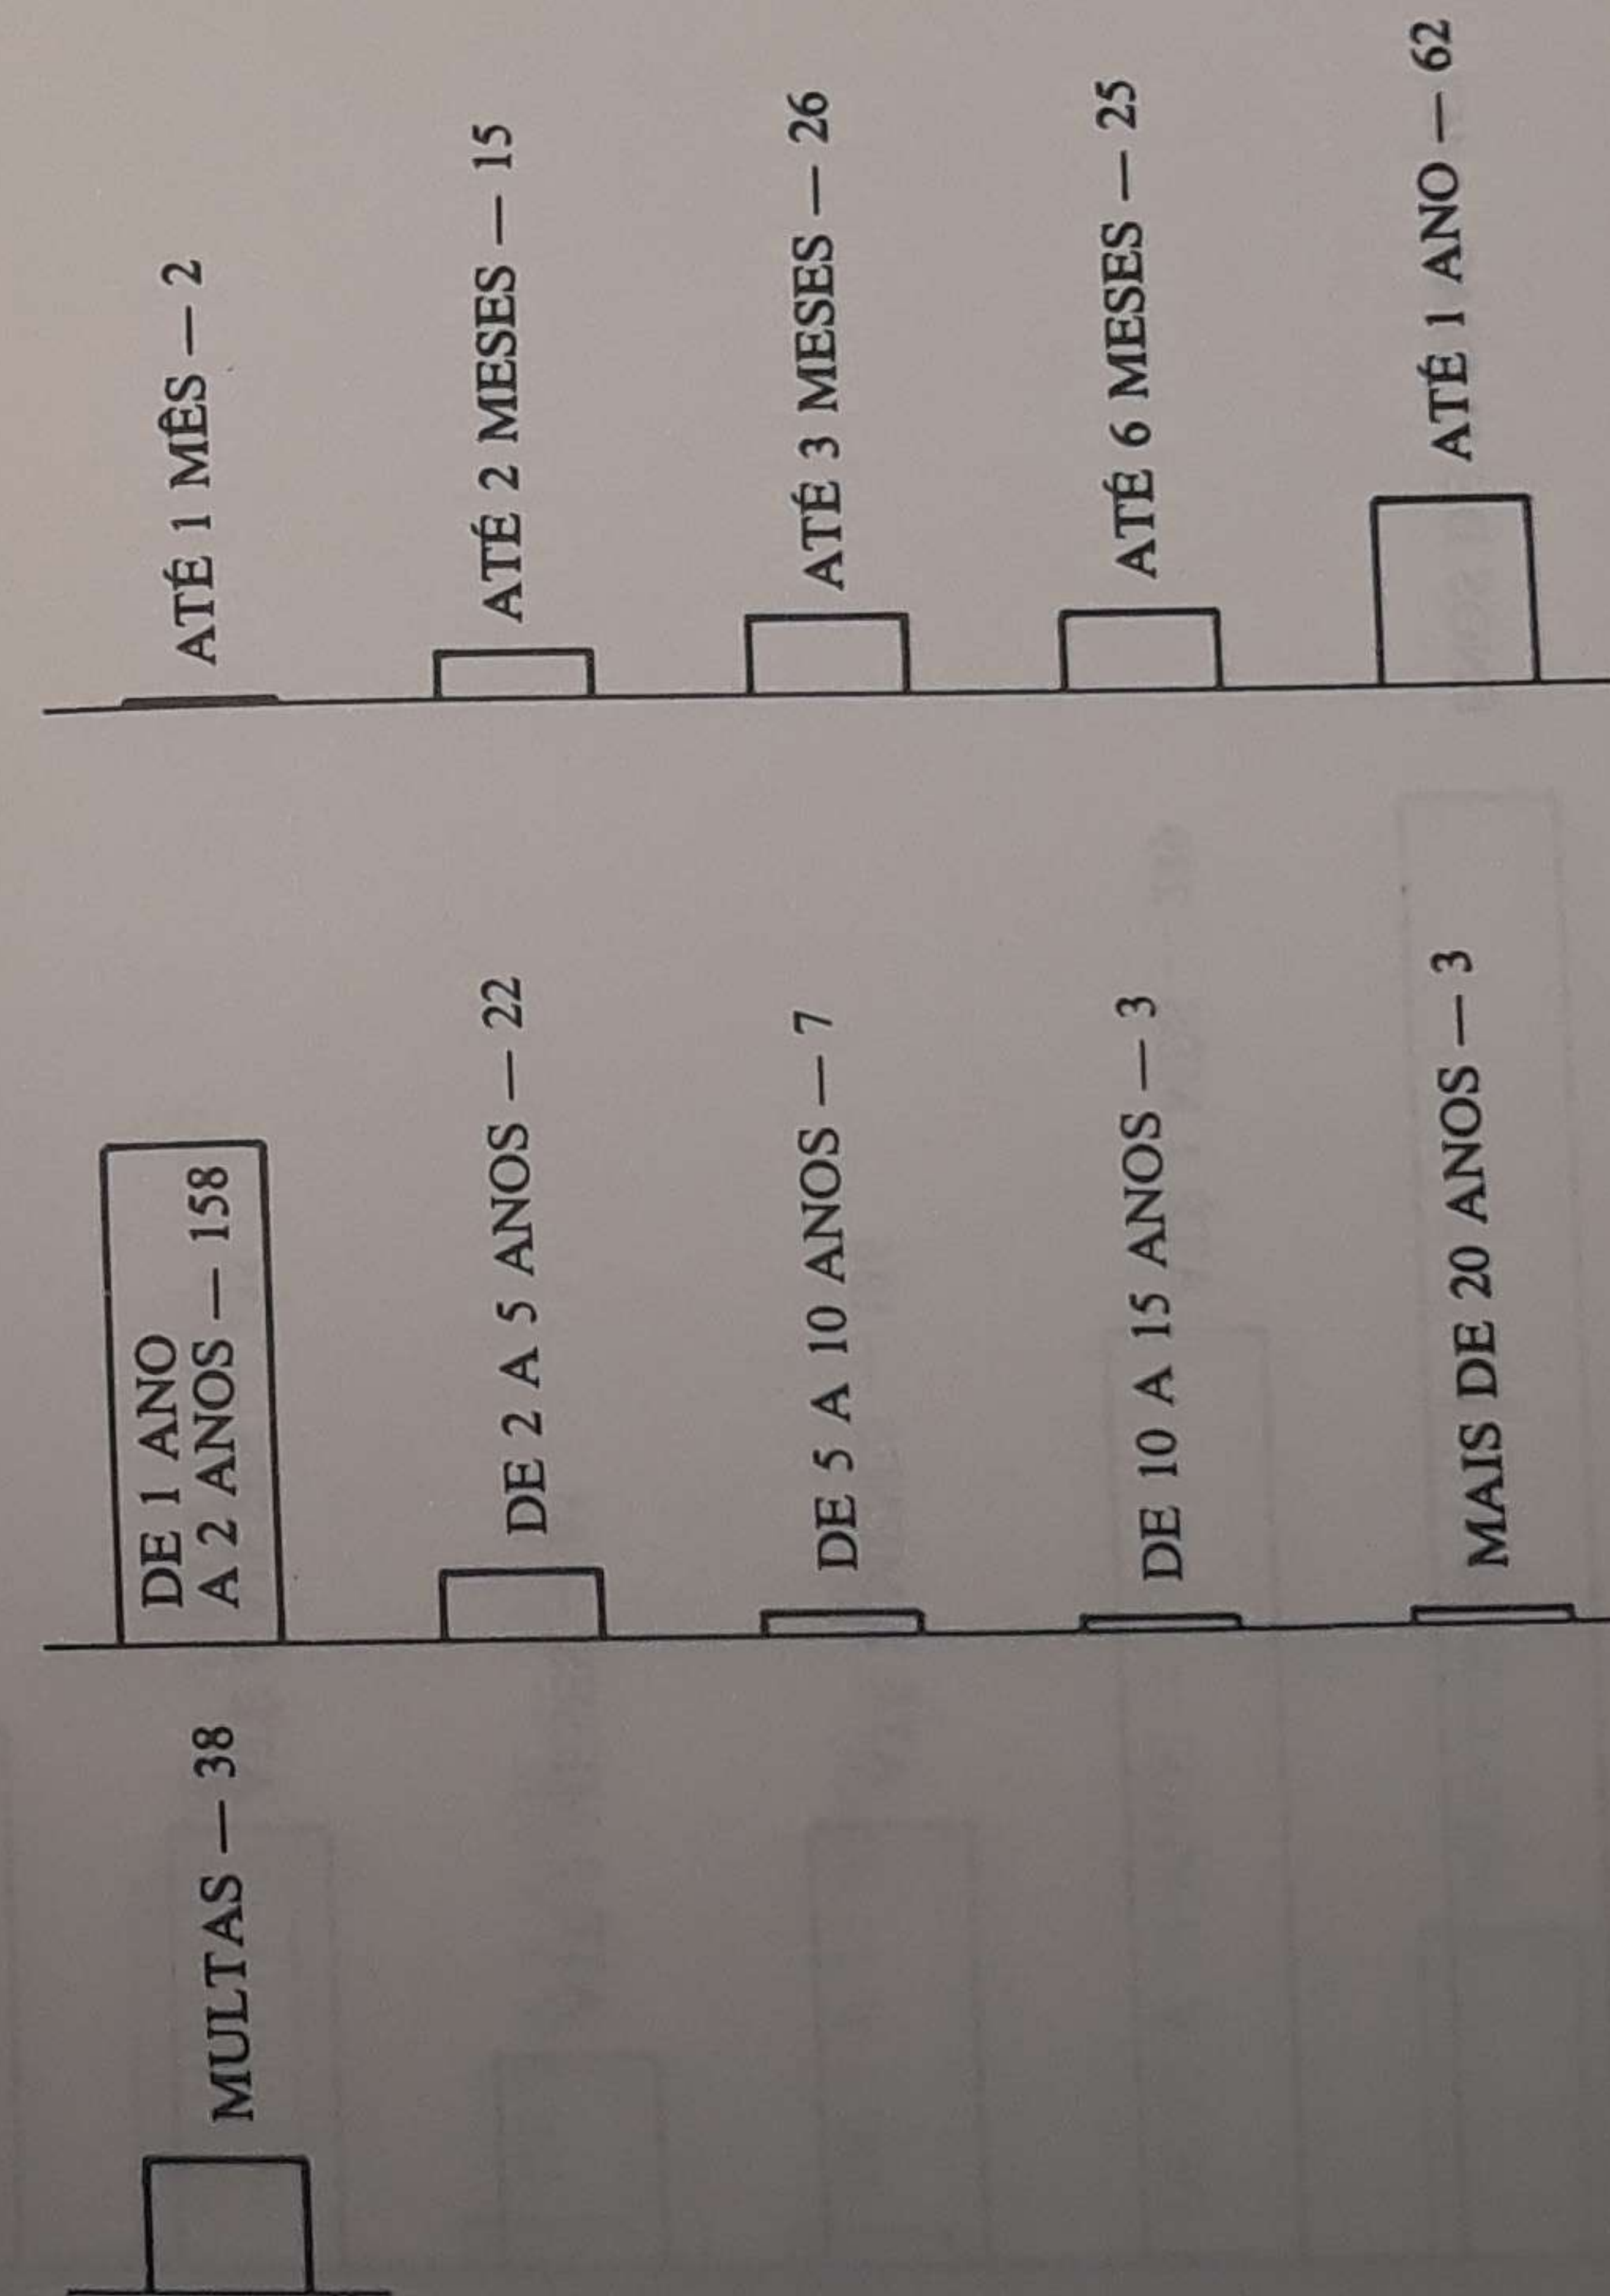 MULTAS — 38
DE 1 ANO
A 2 ANOS — 158
DE 2 A 5 ANOS — 22
DE 5 A 10 ANOS — 7
DE 10 A 15 ANOS — 3
MAIS DE 20 ANOS — 3
ATÉ 1 MÊS — 2
ATÉ 2 MESES — 15
ATÉ 3 MESES — 26
ATÉ 6 MESES — 25
ATÉ 1 ANO — 62